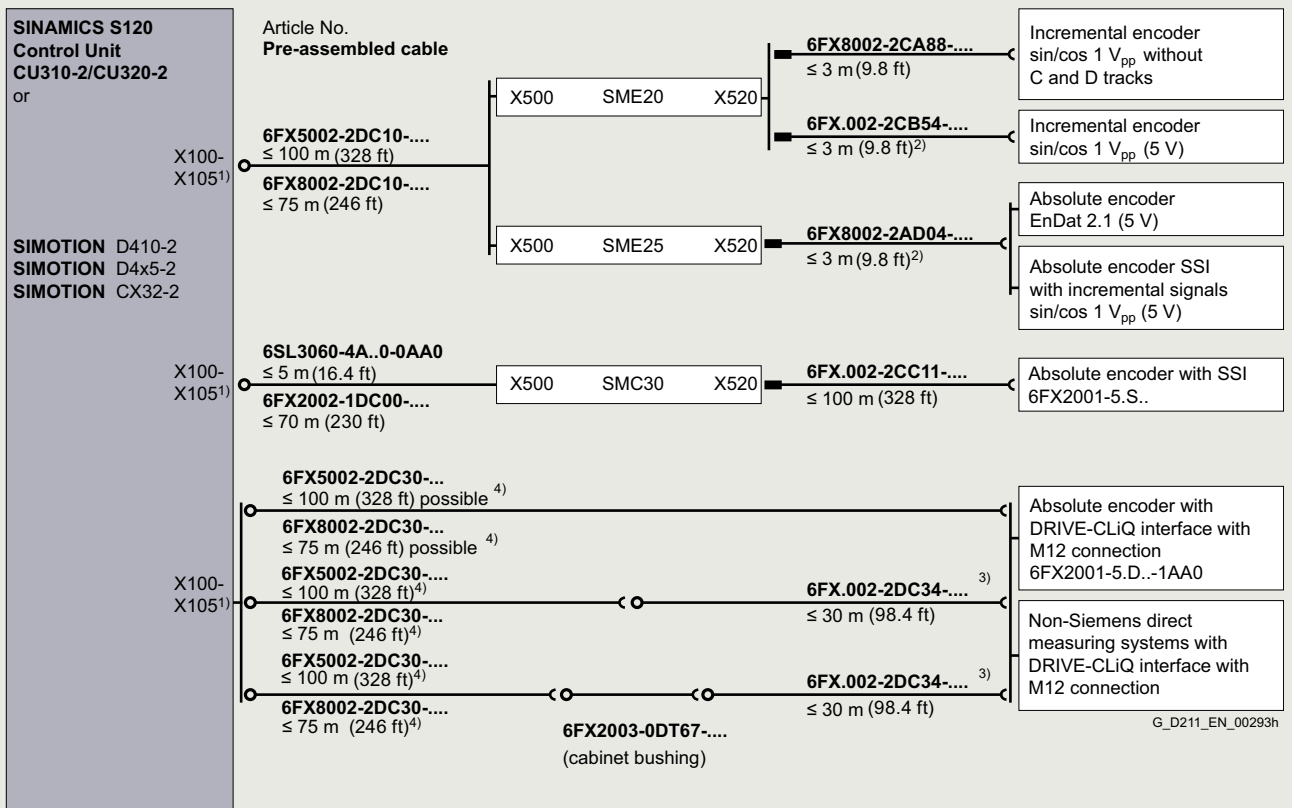 SINAMICS S120
Control Unit
CU310-2/CU320-2
or
SIMOTION D410-2
SIMOTION D4x5-2
SIMOTION CX32-2
Article No.
Pre-assembled cable
X100-
X105¹⁾
6FX5002-2DC10-....
≤ 100 m (328 ft)
6FX8002-2DC10-....
≤ 75 m (246 ft)
X500 SME20 X520
6FX8002-2CA88-....
≤ 3 m (9.8 ft)
Incremental encoder
sin/cos 1 Vpp without
C and D tracks
6FX.002-2CB54-....
≤ 3 m (9.8 ft)²⁾
Incremental encoder
sin/cos 1 Vpp (5 V)
X500 SME25 X520
6FX8002-2AD04-....
≤ 3 m (9.8 ft)²⁾
Absolute encoder
EnDat 2.1 (5 V)
Absolute encoder SSI
with incremental signals
sin/cos 1 Vpp (5 V)
X100-
X105¹⁾
6SL3060-4A..0-0AA0
≤ 5 m (16.4 ft)
6FX2002-1DC00-....
≤ 70 m (230 ft)
X500 SMC30 X520
6FX.002-2CC11-....
≤ 100 m (328 ft)
Absolute encoder with SSI
6FX2001-5.S..
X100-
X105¹⁾
6FX5002-2DC30-...
≤ 100 m (328 ft) possible ⁴⁾
6FX8002-2DC30-...
≤ 75 m (246 ft) possible ⁴⁾
6FX5002-2DC30-....
≤ 100 m (328 ft)⁴⁾
6FX8002-2DC30-...
≤ 75 m (246 ft)⁴⁾
6FX.002-2DC34-.... ³⁾
≤ 30 m (98.4 ft)
6FX5002-2DC30-....
≤ 100 m (328 ft)⁴⁾
6FX8002-2DC30-....
≤ 75 m (246 ft)⁴⁾
6FX2003-0DT67-....
(cabinet bushing)
6FX.002-2DC34-.... ³⁾
≤ 30 m (98.4 ft)
Absolute encoder with
DRIVE-CLiQ interface with
M12 connection
6FX2001-5.D..-1AA0
Non-Siemens direct
measuring systems with
DRIVE-CLiQ interface with
M12 connection
G_D211_EN_00293h